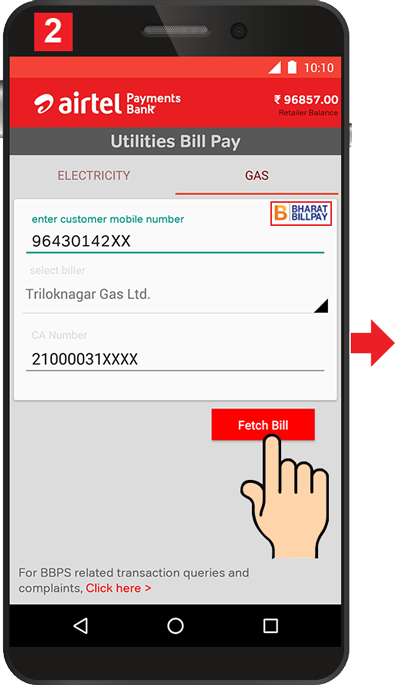 2
10:10
airtel Payments Bank
₹ 96857.00
Retailer Balance
Utilities Bill Pay
ELECTRICITY GAS
B BHARAT BILLPAY
enter customer mobile number
96430142XX
select biller
Triloknagar Gas Ltd.
CA Number
21000031XXXX
Fetch Bill
For BBPS related transaction queries and
complaints, Click here >